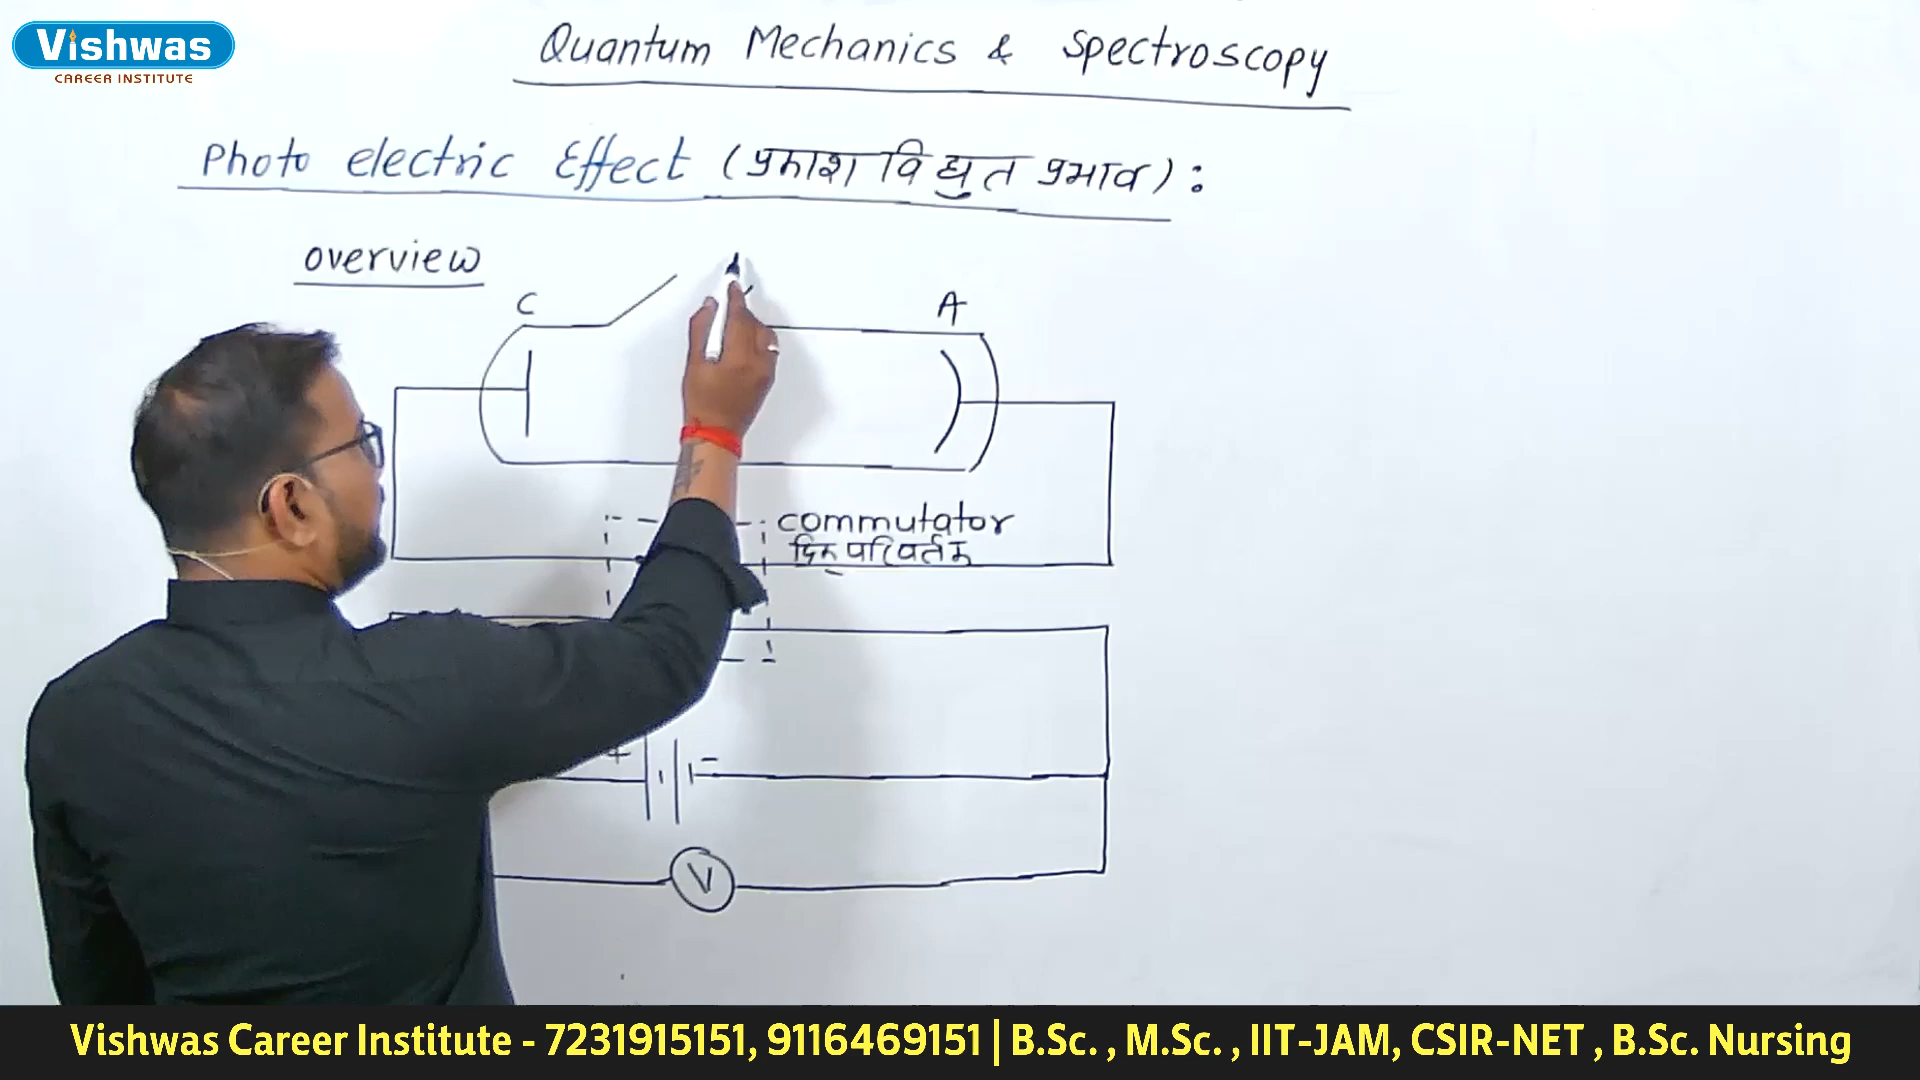 Vishwas
CAREER INSTITUTE
Quantum Mechanics & Spectroscopy
Photo electric Effect (प्रकाश विद्युत प्रभाव) :
overview
C
A
commutator
दिक् परिवर्तक
+ -
V
Vishwas Career Institute - 7231915151, 9116469151 | B.Sc. , M.Sc. , IIT-JAM, CSIR-NET , B.Sc. Nursing